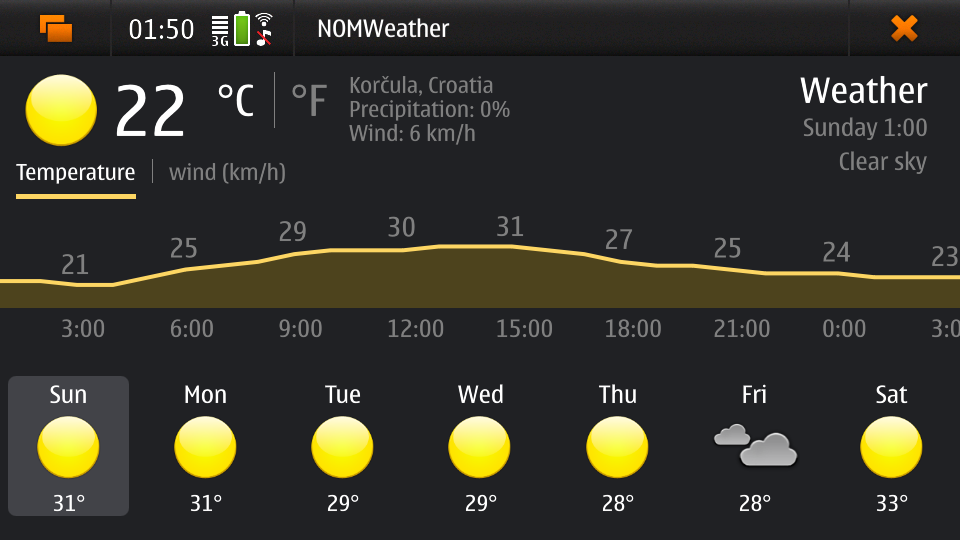 01:50 3G NOMWeather
22 °C °F
Korčula, Croatia
Precipitation: 0%
Wind: 6 km/h
Weather
Sunday 1:00
Clear sky
Temperature wind (km/h)
21 25 29 30 31 27 25 24 23
3:00 6:00 9:00 12:00 15:00 18:00 21:00 0:00 3:0
Sun Mon Tue Wed Thu Fri Sat
31° 31° 29° 29° 28° 28° 33°